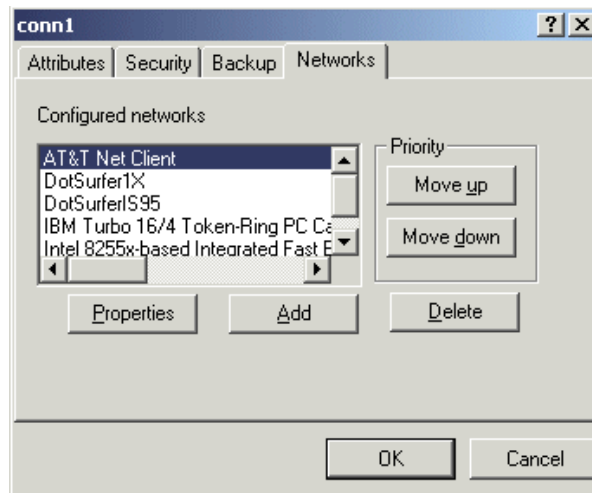 conn1
Attributes Security Backup Networks
Configured networks
AT&T Net Client
DotSurfer1X
DotSurferIS95
IBM Turbo 16/4 Token-Ring PC Ca
Intel 8255x-based Integrated Fast E
Priority
Move up
Move down
Properties Add Delete
OK Cancel